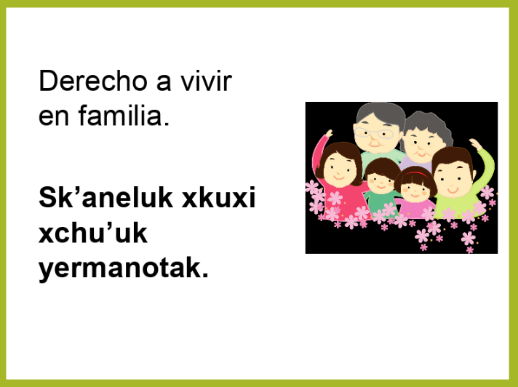 Derecho a vivir
en familia.
Sk’aneluk xkuxi
xchu’uk
yermanotak.